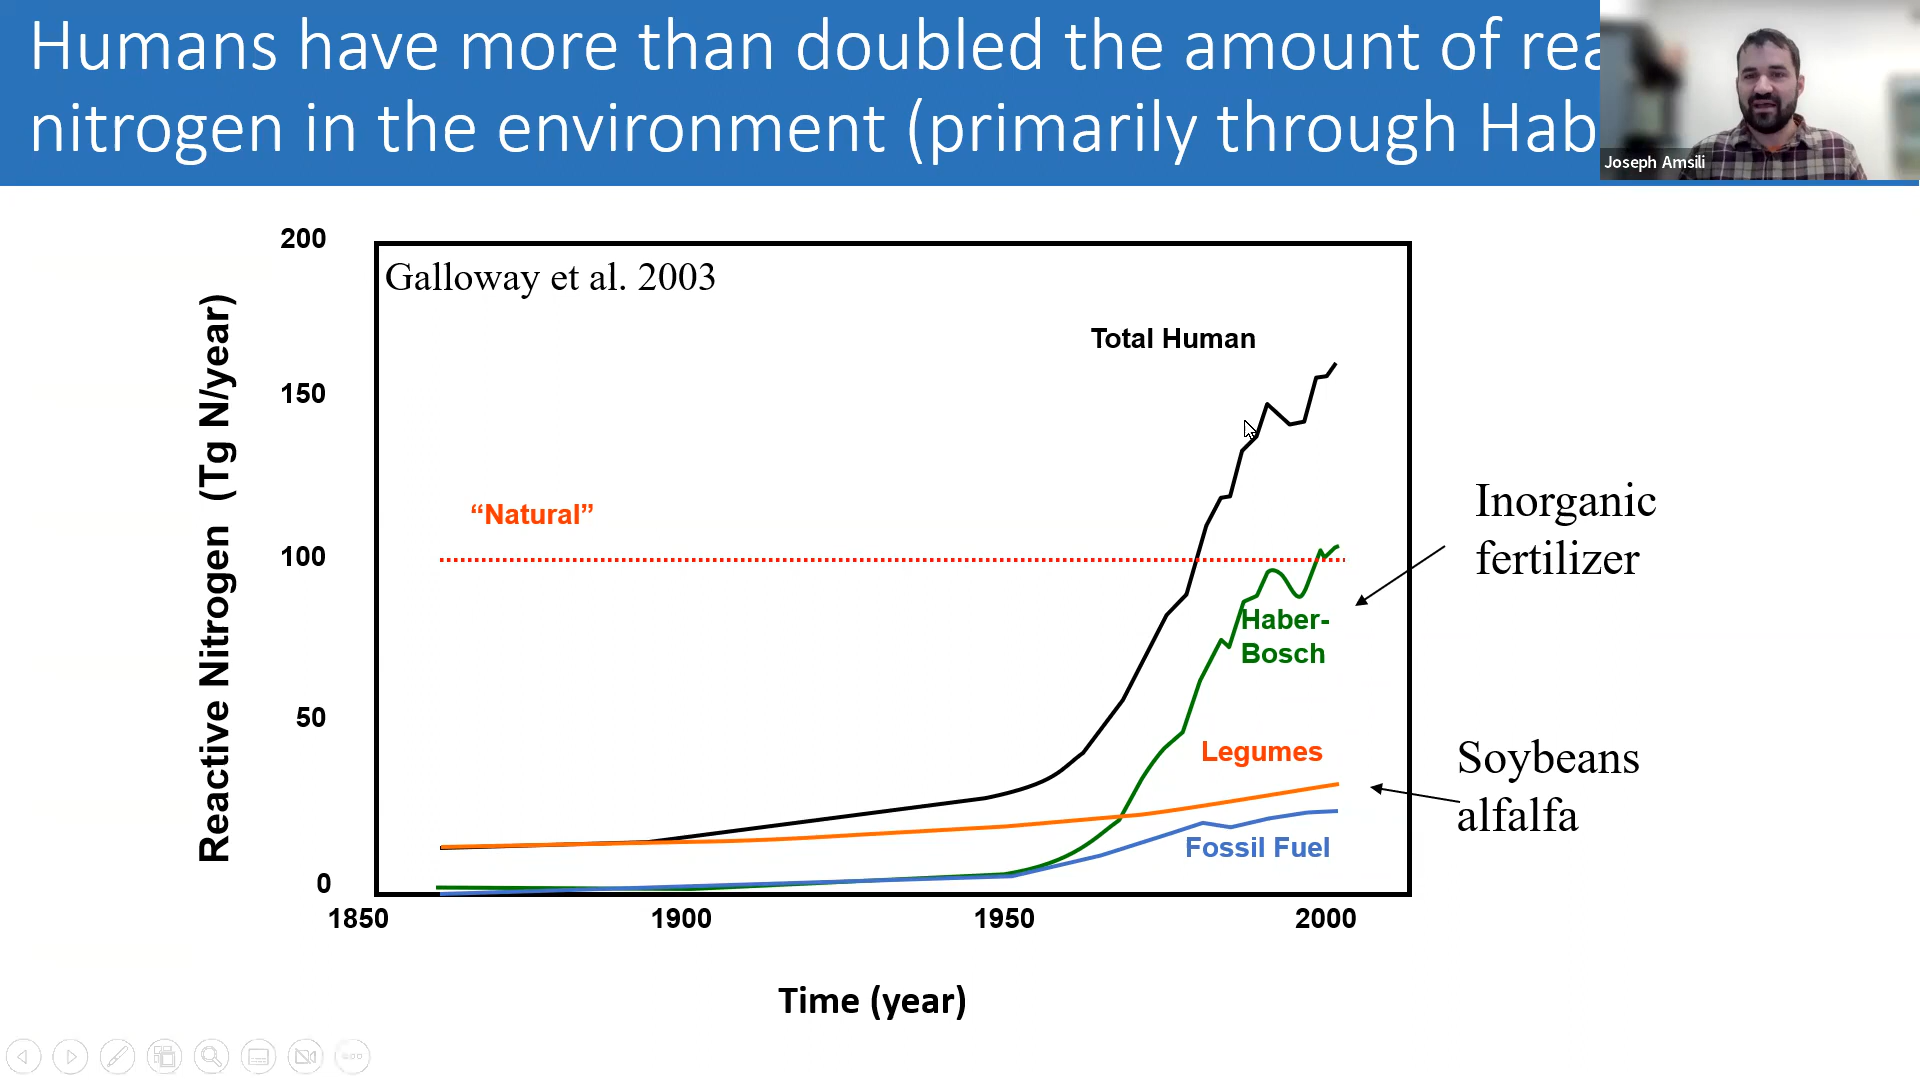 Humans have more than doubled the amount of
nitrogen in the environment (primarily through
Joseph Amsili
200
150
100
50
0
Reactive Nitrogen (Tg N/year)
Galloway et al. 2003
Total Human
“Natural”
Haber-
Bosch
Legumes
Fossil Fuel
Inorganic
fertilizer
Soybeans
alfalfa
1850 1900 1950 2000
Time (year)